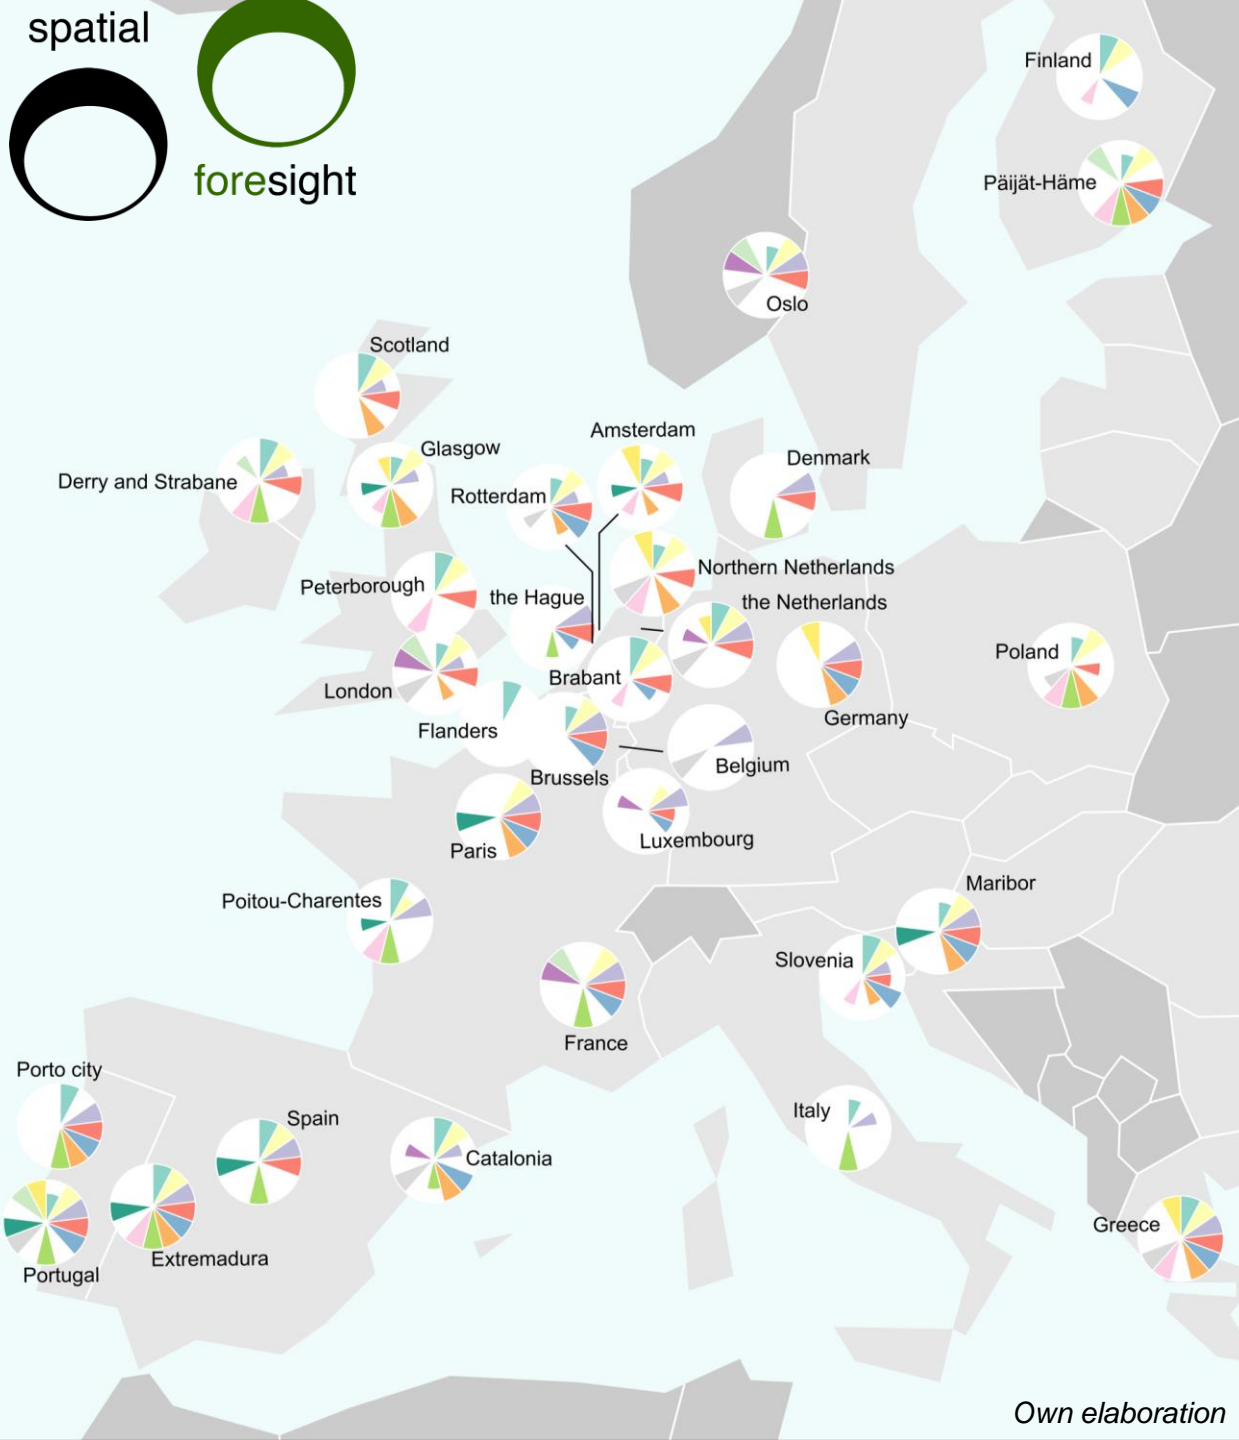 spatial
foresight
Finland
Päijät-Häme
Oslo
Scotland
Glasgow
Derry and Strabane
Amsterdam
Rotterdam
Denmark
Northern Netherlands
Peterborough
the Hague
the Netherlands
Brabant
Poland
London
Flanders
Germany
Brussels
Belgium
Luxembourg
Paris
Maribor
Poitou-Charentes
Slovenia
France
Porto city
Italy
Spain
Catalonia
Greece
Extremadura
Portugal
Own elaboration